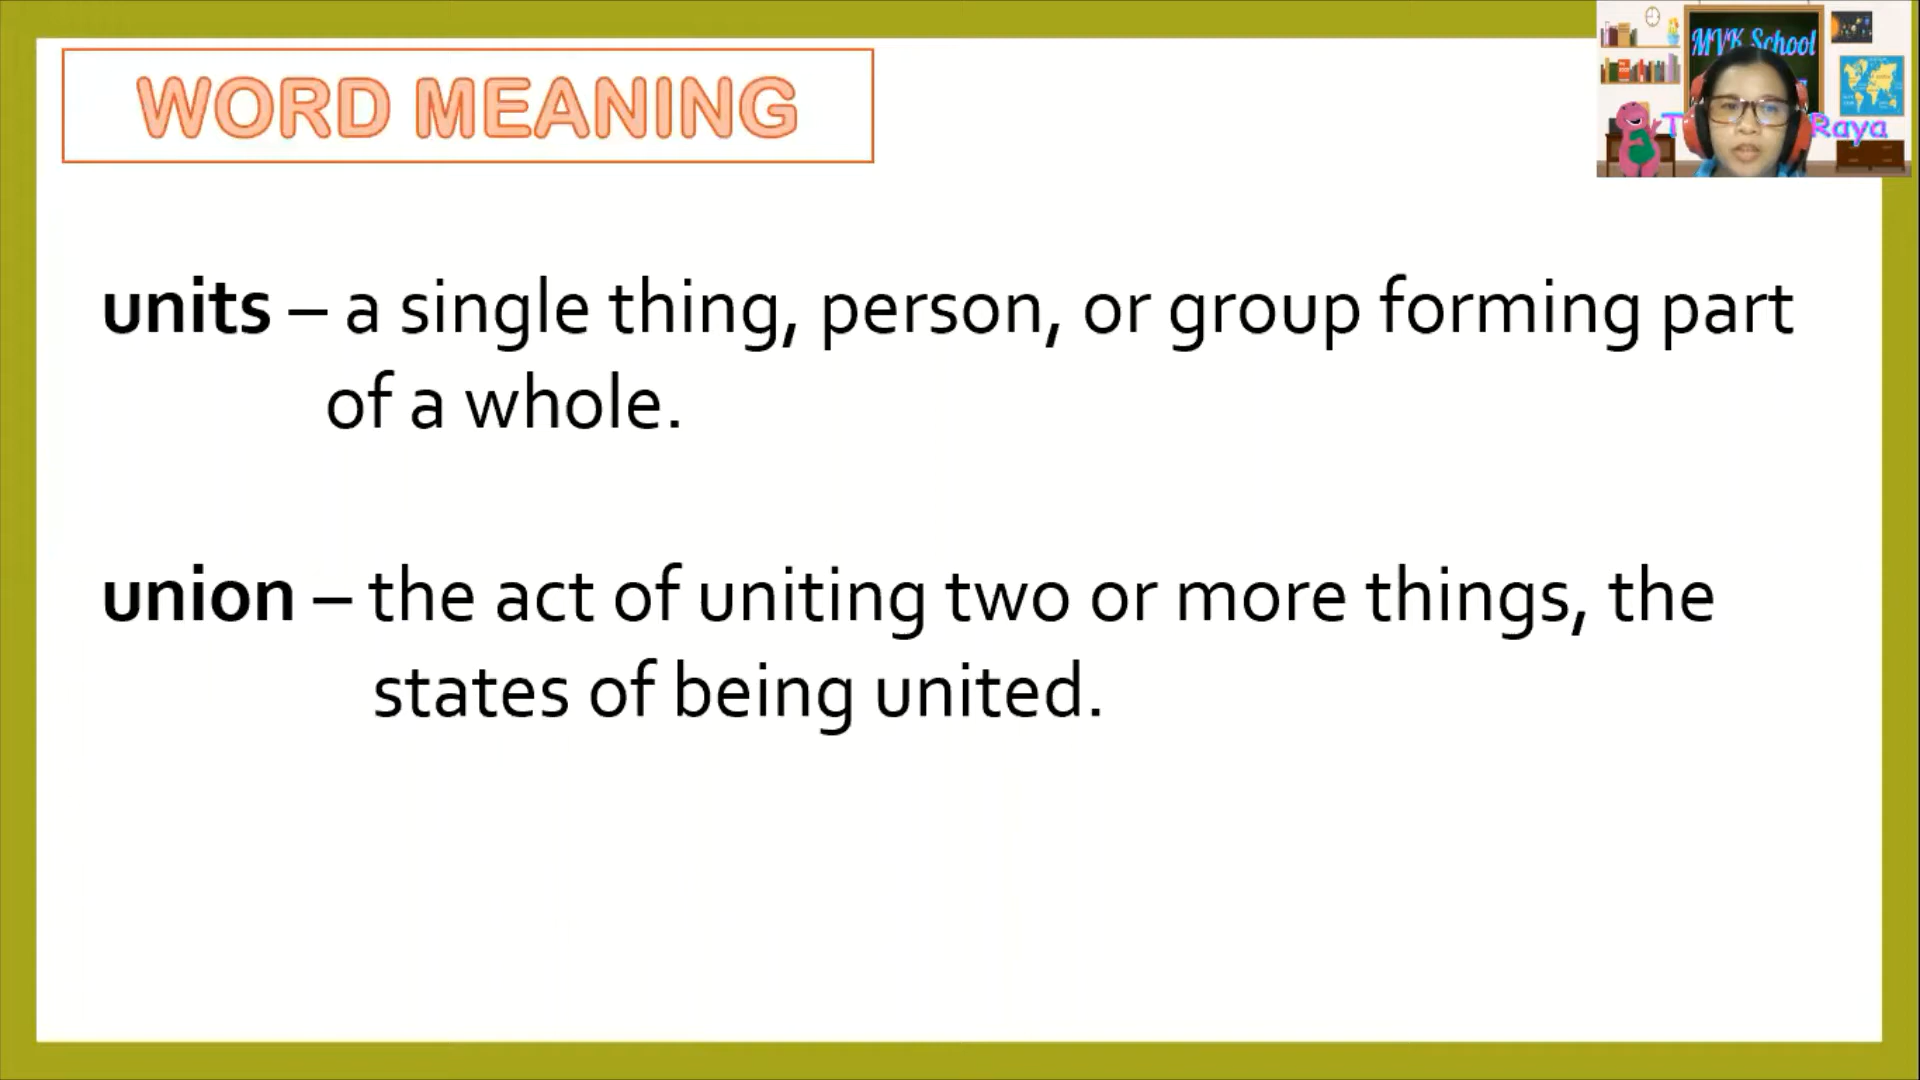 WORD MEANING
MVK School
Raya
units – a single thing, person, or group forming part
of a whole.
union – the act of uniting two or more things, the
states of being united.